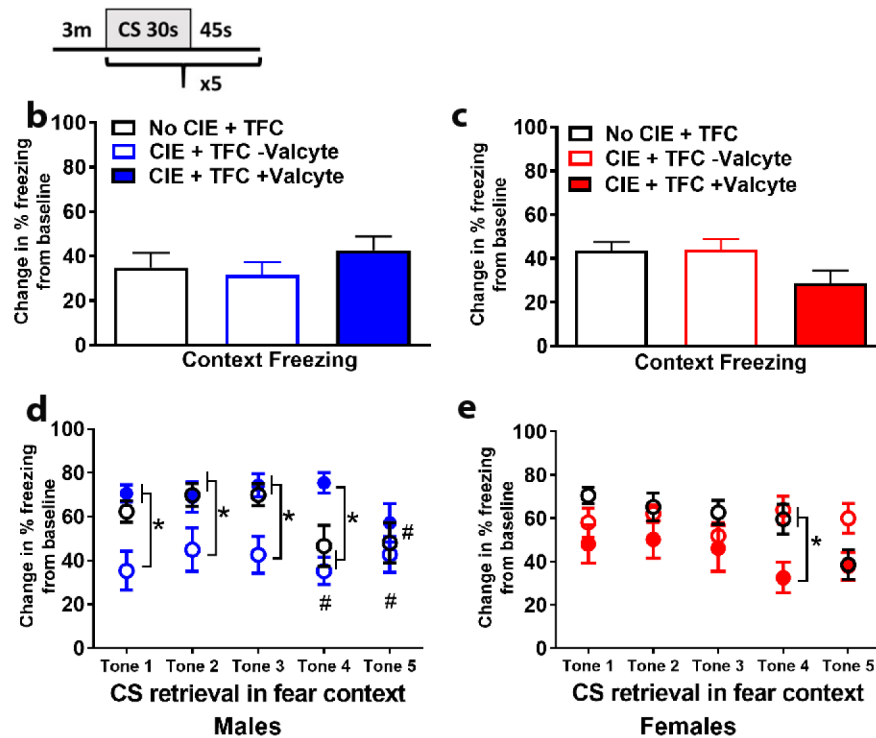 3m CS 30s 45s
x5
b
100
80
60
40
20
0
Change in % freezing
from baseline
No CIE + TFC
CIE + TFC -Valcyte
CIE + TFC +Valcyte
Context Freezing
c
100
80
60
40
20
0
Change in % freezing
from baseline
No CIE + TFC
CIE + TFC -Valcyte
CIE + TFC +Valcyte
Context Freezing
d
100
80
60
40
20
0
Change in % freezing
from baseline
* * * * #
# #
Tone 1 Tone 2 Tone 3 Tone 4 Tone 5
CS retrieval in fear context
Males
e
100
80
60
40
20
0
Change in % freezing
from baseline
*
Tone 1 Tone 2 Tone 3 Tone 4 Tone 5
CS retrieval in fear context
Females